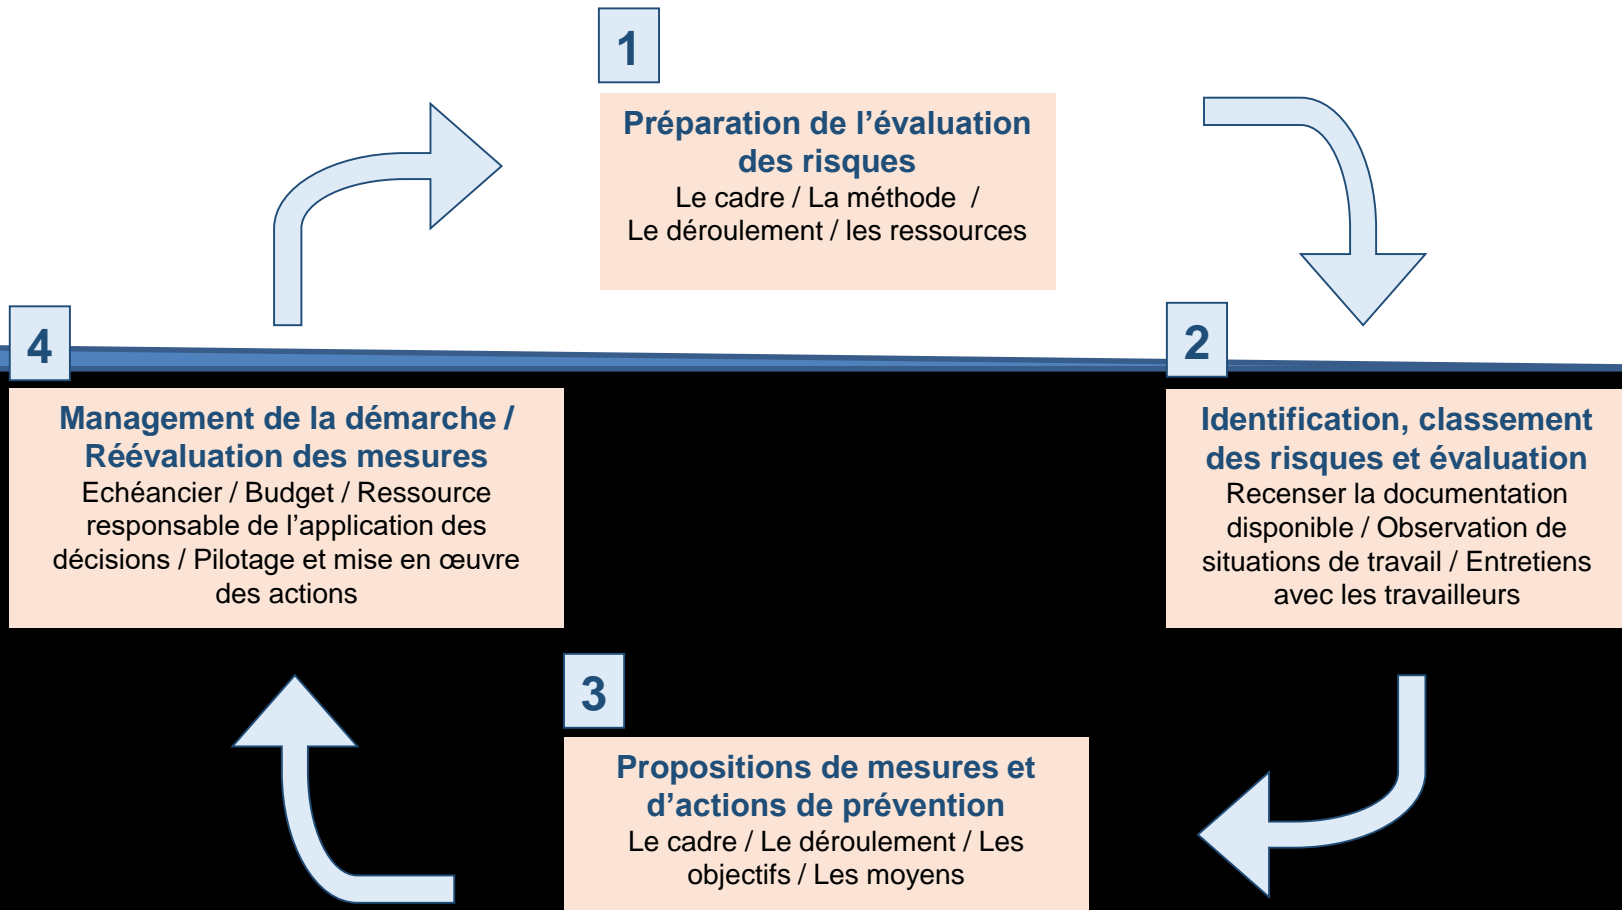 1
Préparation de l’évaluation
des risques
Le cadre / La méthode /
Le déroulement / les ressources
2
Identification, classement
des risques et évaluation
Recenser la documentation
disponible / Observation de
situations de travail / Entretiens
avec les travailleurs
3
Propositions de mesures et
d’actions de prévention
Le cadre / Le déroulement / Les
objectifs / Les moyens
4
Management de la démarche /
Réévaluation des mesures
Echéancier / Budget / Ressource
responsable de l’application des
décisions / Pilotage et mise en œuvre
des actions